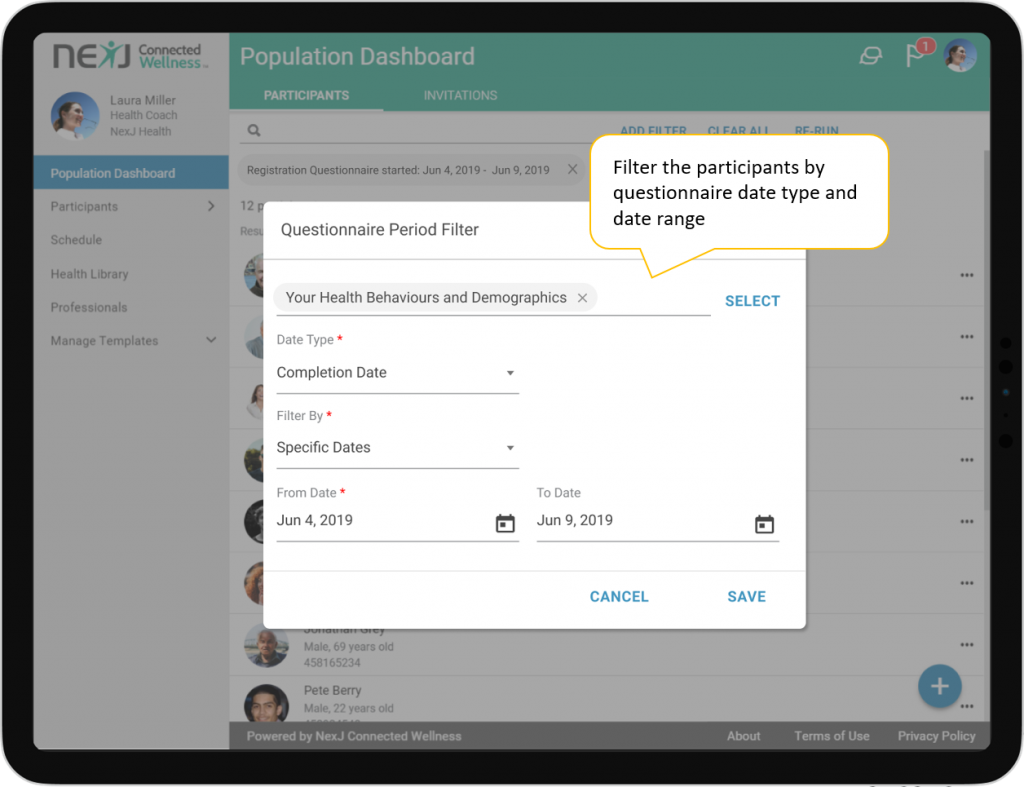 NEXJ Connected
Wellness
Laura Miller
Health Coach
NexJ Health
Population Dashboard
Participants
Schedule
Health Library
Professionals
Manage Templates
Population Dashboard
1
PARTICIPANTS
INVITATIONS
ADD FILTER
CLEAR ALL
RE-RUN
Registration Questionnaire started: Jun 4, 2019 - Jun 9, 2019
12
Filter the participants by
questionnaire date type and
date range
Questionnaire Period Filter
Your Health Behaviours and Demographics
SELECT
Date Type *
Completion Date
Filter By *
Specific Dates
From Date *
To Date
Jun 4, 2019
Jun 9, 2019
CANCEL
SAVE
Jonathan Grey
Male, 69 years old
458165234
Pete Berry
Male, 22 years old
Powered by NexJ Connected Wellness
About
Terms of Use
Privacy Policy